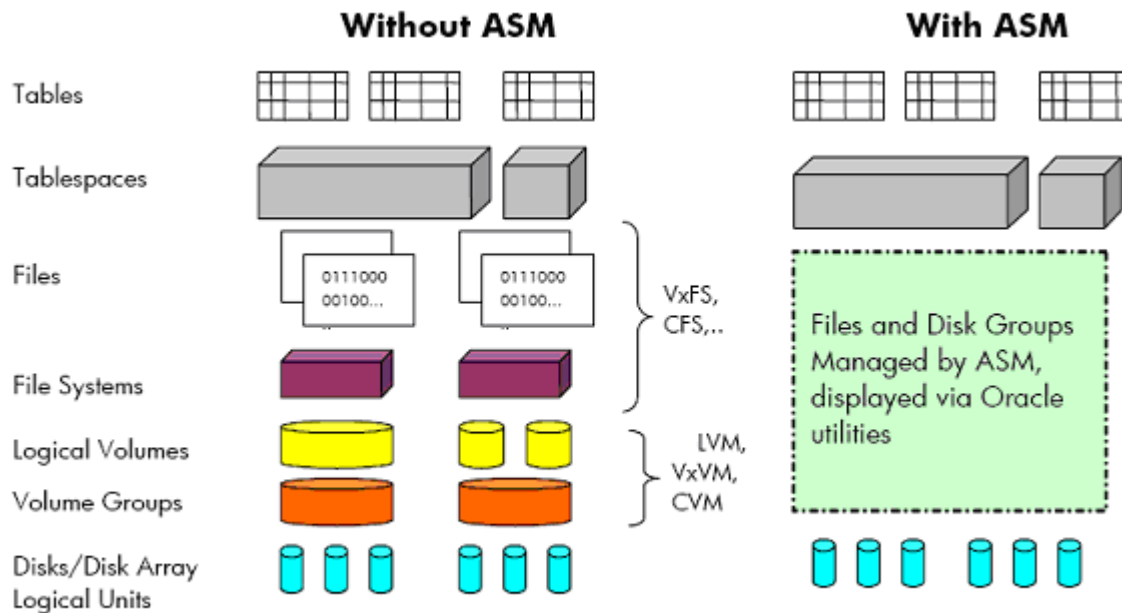 Without ASM
With ASM
Tables
Tablespaces
Files
0111000
00100...
0111000
00100...
VxFS,
CFS,..
File Systems
Logical Volumes
Volume Groups
LVM,
VxVM,
CVM
Disks/Disk Array
Logical Units
Files and Disk Groups
Managed by ASM,
displayed via Oracle
utilities